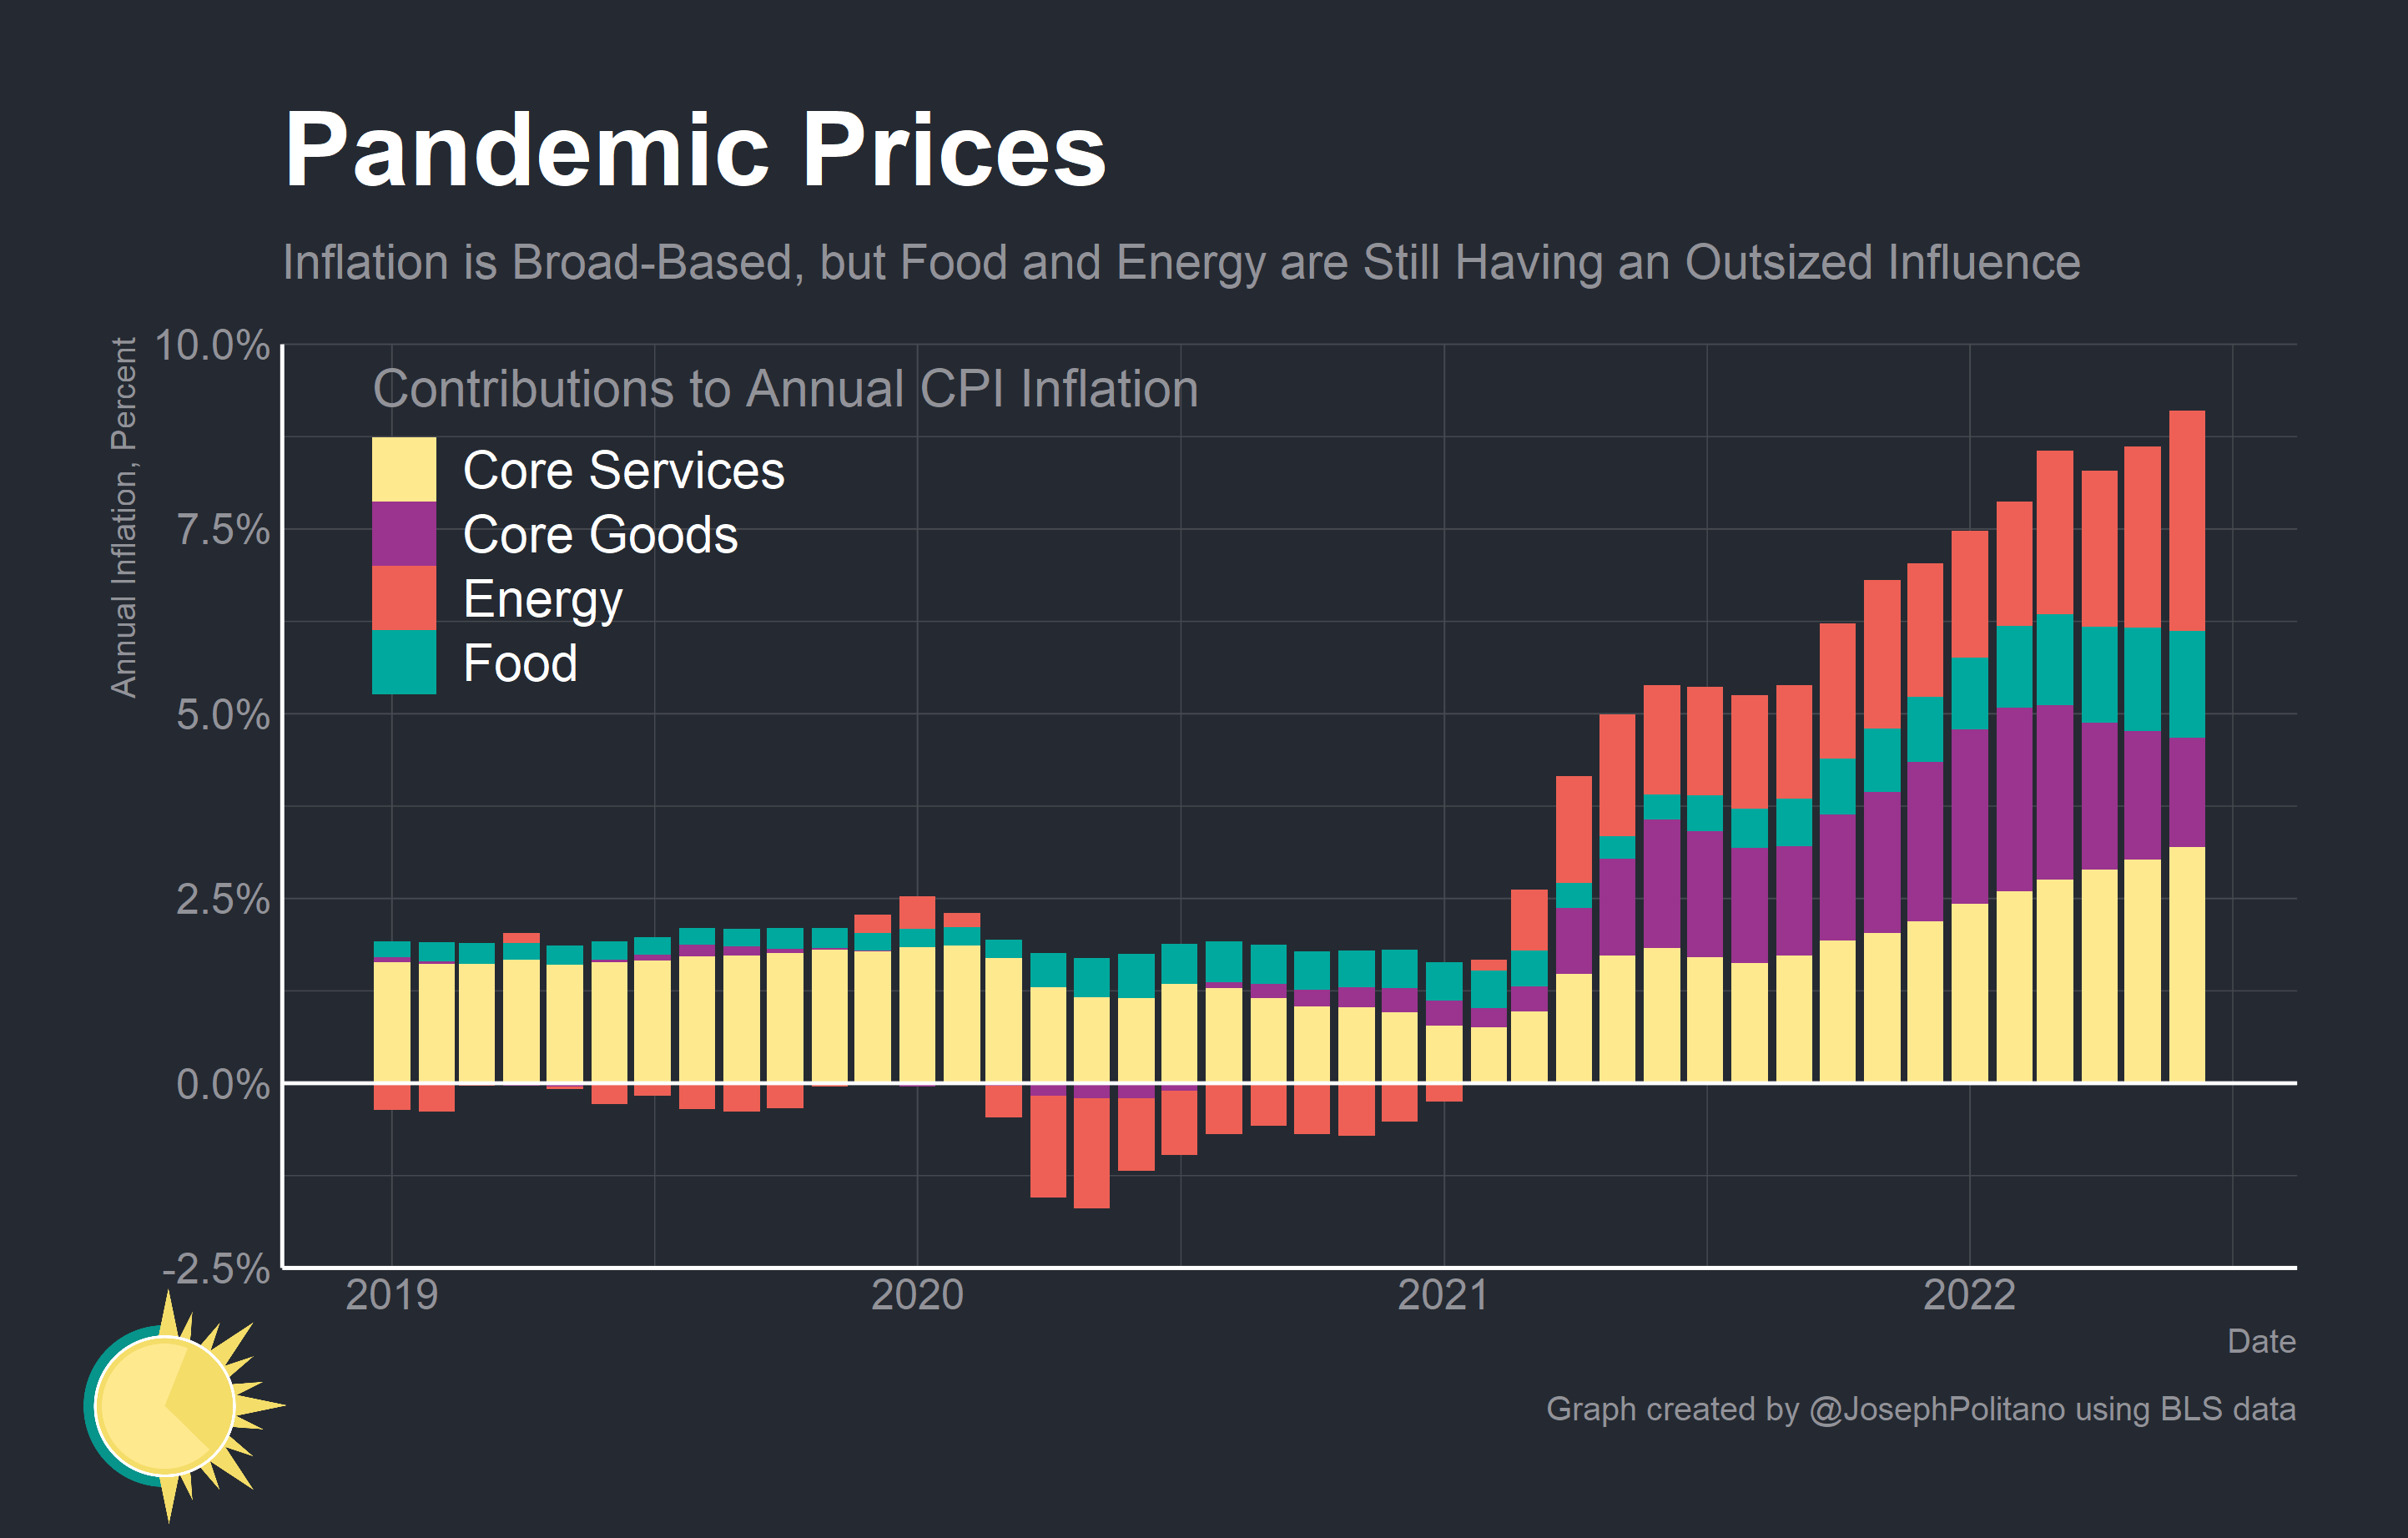 Pandemic Prices
Inflation is Broad-Based, but Food and Energy are Still Having an Outsized Influence
Annual Inflation, Percent
10.0%
7.5%
5.0%
2.5%
0.0%
-2.5%
Contributions to Annual CPI Inflation
Core Services
Core Goods
Energy
Food
2019 2020 2021 2022
Date
Graph created by @JosephPolitano using BLS data